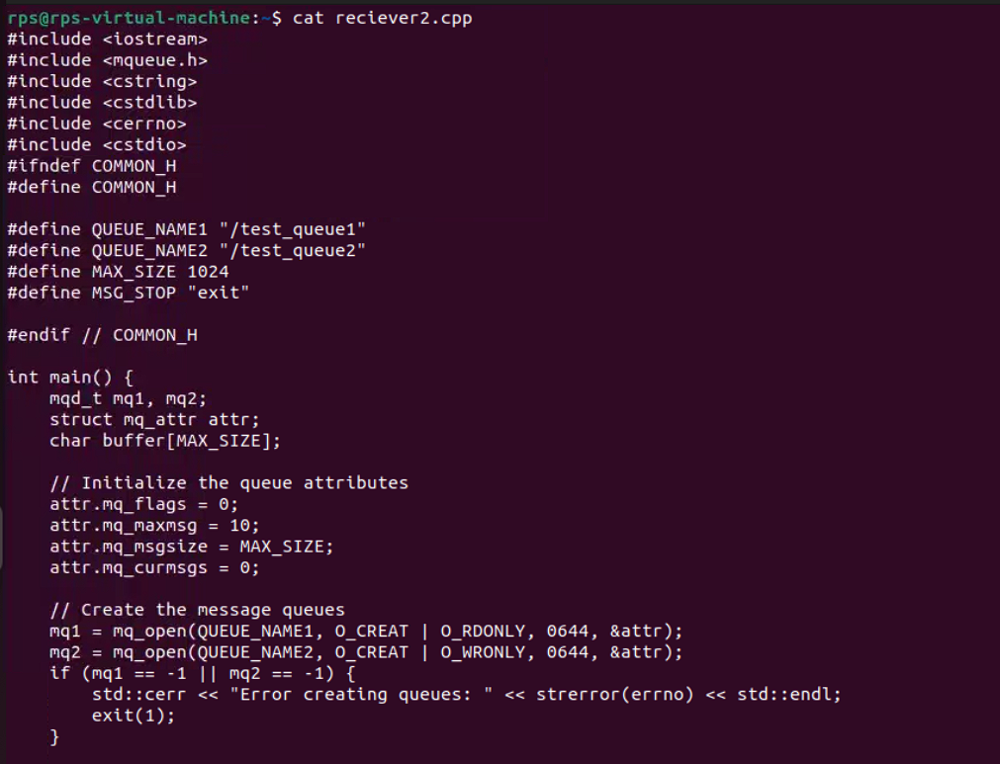 rps@rps-virtual-machine:~$ cat reciever2.cpp
#include <iostream>
#include <mqueue.h>
#include <cstring>
#include <cstdlib>
#include <cerrno>
#include <cstdio>
#ifndef COMMON_H
#define COMMON_H

#define QUEUE_NAME1 "/test_queue1"
#define QUEUE_NAME2 "/test_queue2"
#define MAX_SIZE 1024
#define MSG_STOP "exit"

#endif // COMMON_H

int main() {
    mqd_t mq1, mq2;
    struct mq_attr attr;
    char buffer[MAX_SIZE];

    // Initialize the queue attributes
    attr.mq_flags = 0;
    attr.mq_maxmsg = 10;
    attr.mq_msgsize = MAX_SIZE;
    attr.mq_curmsgs = 0;

    // Create the message queues
    mq1 = mq_open(QUEUE_NAME1, O_CREAT | O_RDONLY, 0644, &attr);
    mq2 = mq_open(QUEUE_NAME2, O_CREAT | O_WRONLY, 0644, &attr);
    if (mq1 == -1 || mq2 == -1) {
        std::cerr << "Error creating queues: " << strerror(errno) << std::endl;
        exit(1);
    }